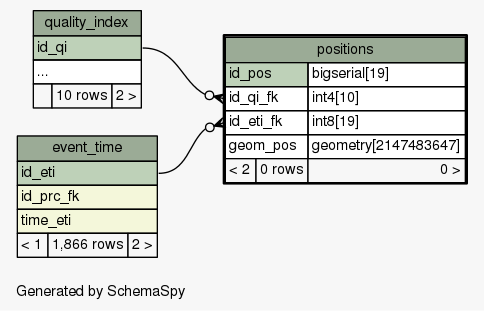 quality_index
id_qi
...
10 rows 2 >
positions
id_pos bigserial[19]
id_qi_fk int4[10]
id_eti_fk int8[19]
geom_pos geometry[2147483647]
< 2 0 rows 0 >
event_time
id_eti
id_prc_fk
time_eti
< 1 1,866 rows 2 >
Generated by SchemaSpy